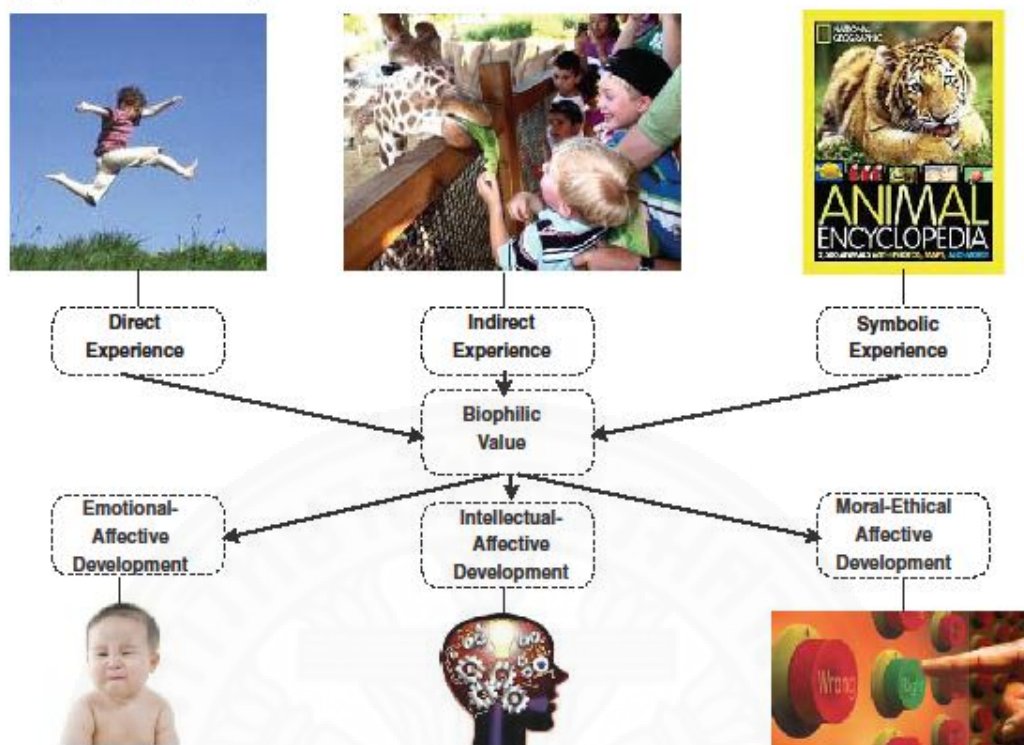 NATIONAL
GEOGRAPHIC
ANIMAL
ENCYCLOPEDIA
Direct
Experience
Indirect
Experience
Symbolic
Experience
Biophilic
Value
Emotional-
Affective
Development
Intellectual-
Affective
Development
Moral-Ethical
Affective
Development
Wrong
Right